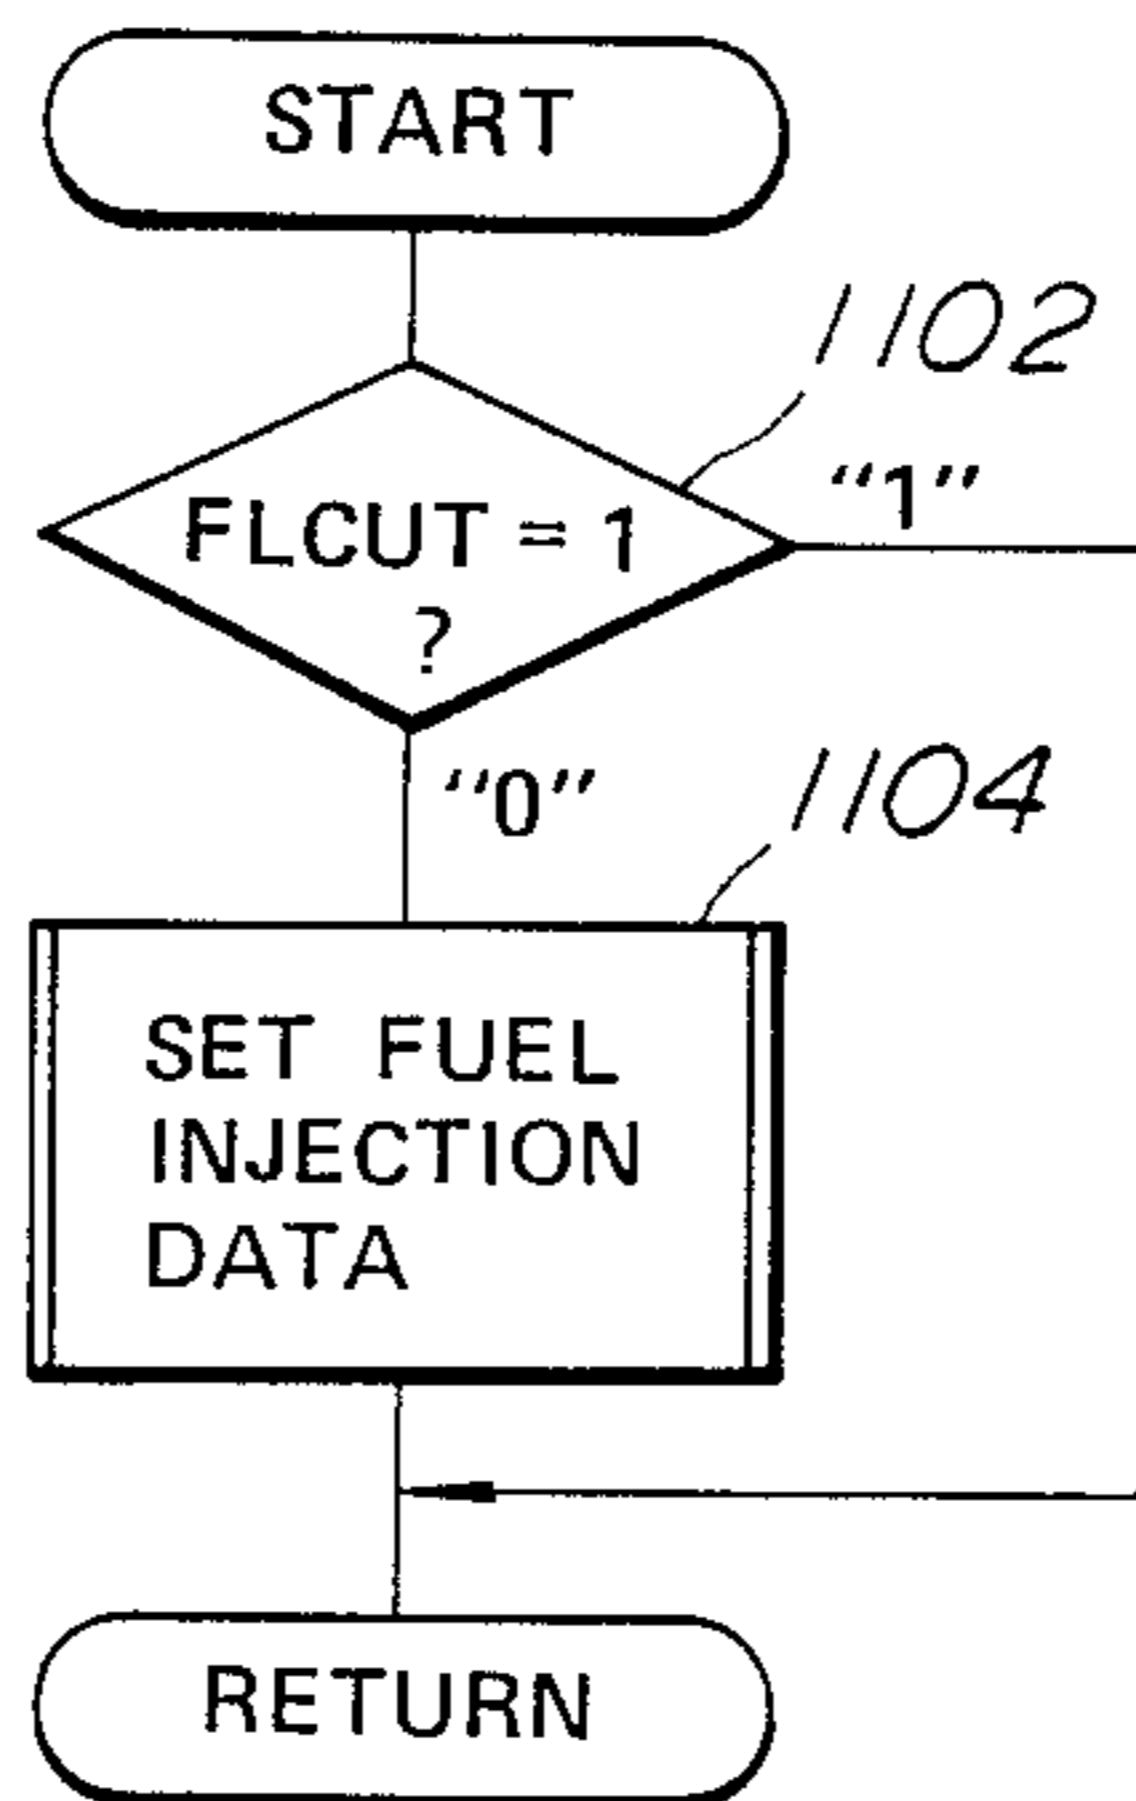 START
1102
"1"
FLCUT = 1
?
"0"
1104
SET FUEL
INJECTION
DATA
RETURN